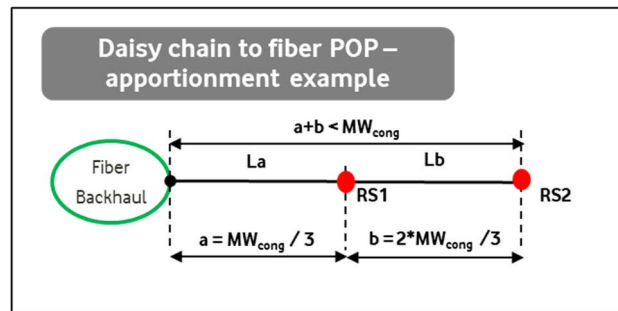 Daisy chain to fiber POP –
apportionment example
a+b < MWcong
Fiber
Backhaul
La
Lb
RS1
RS2
a = MWcong / 3
b = 2*MWcong /3